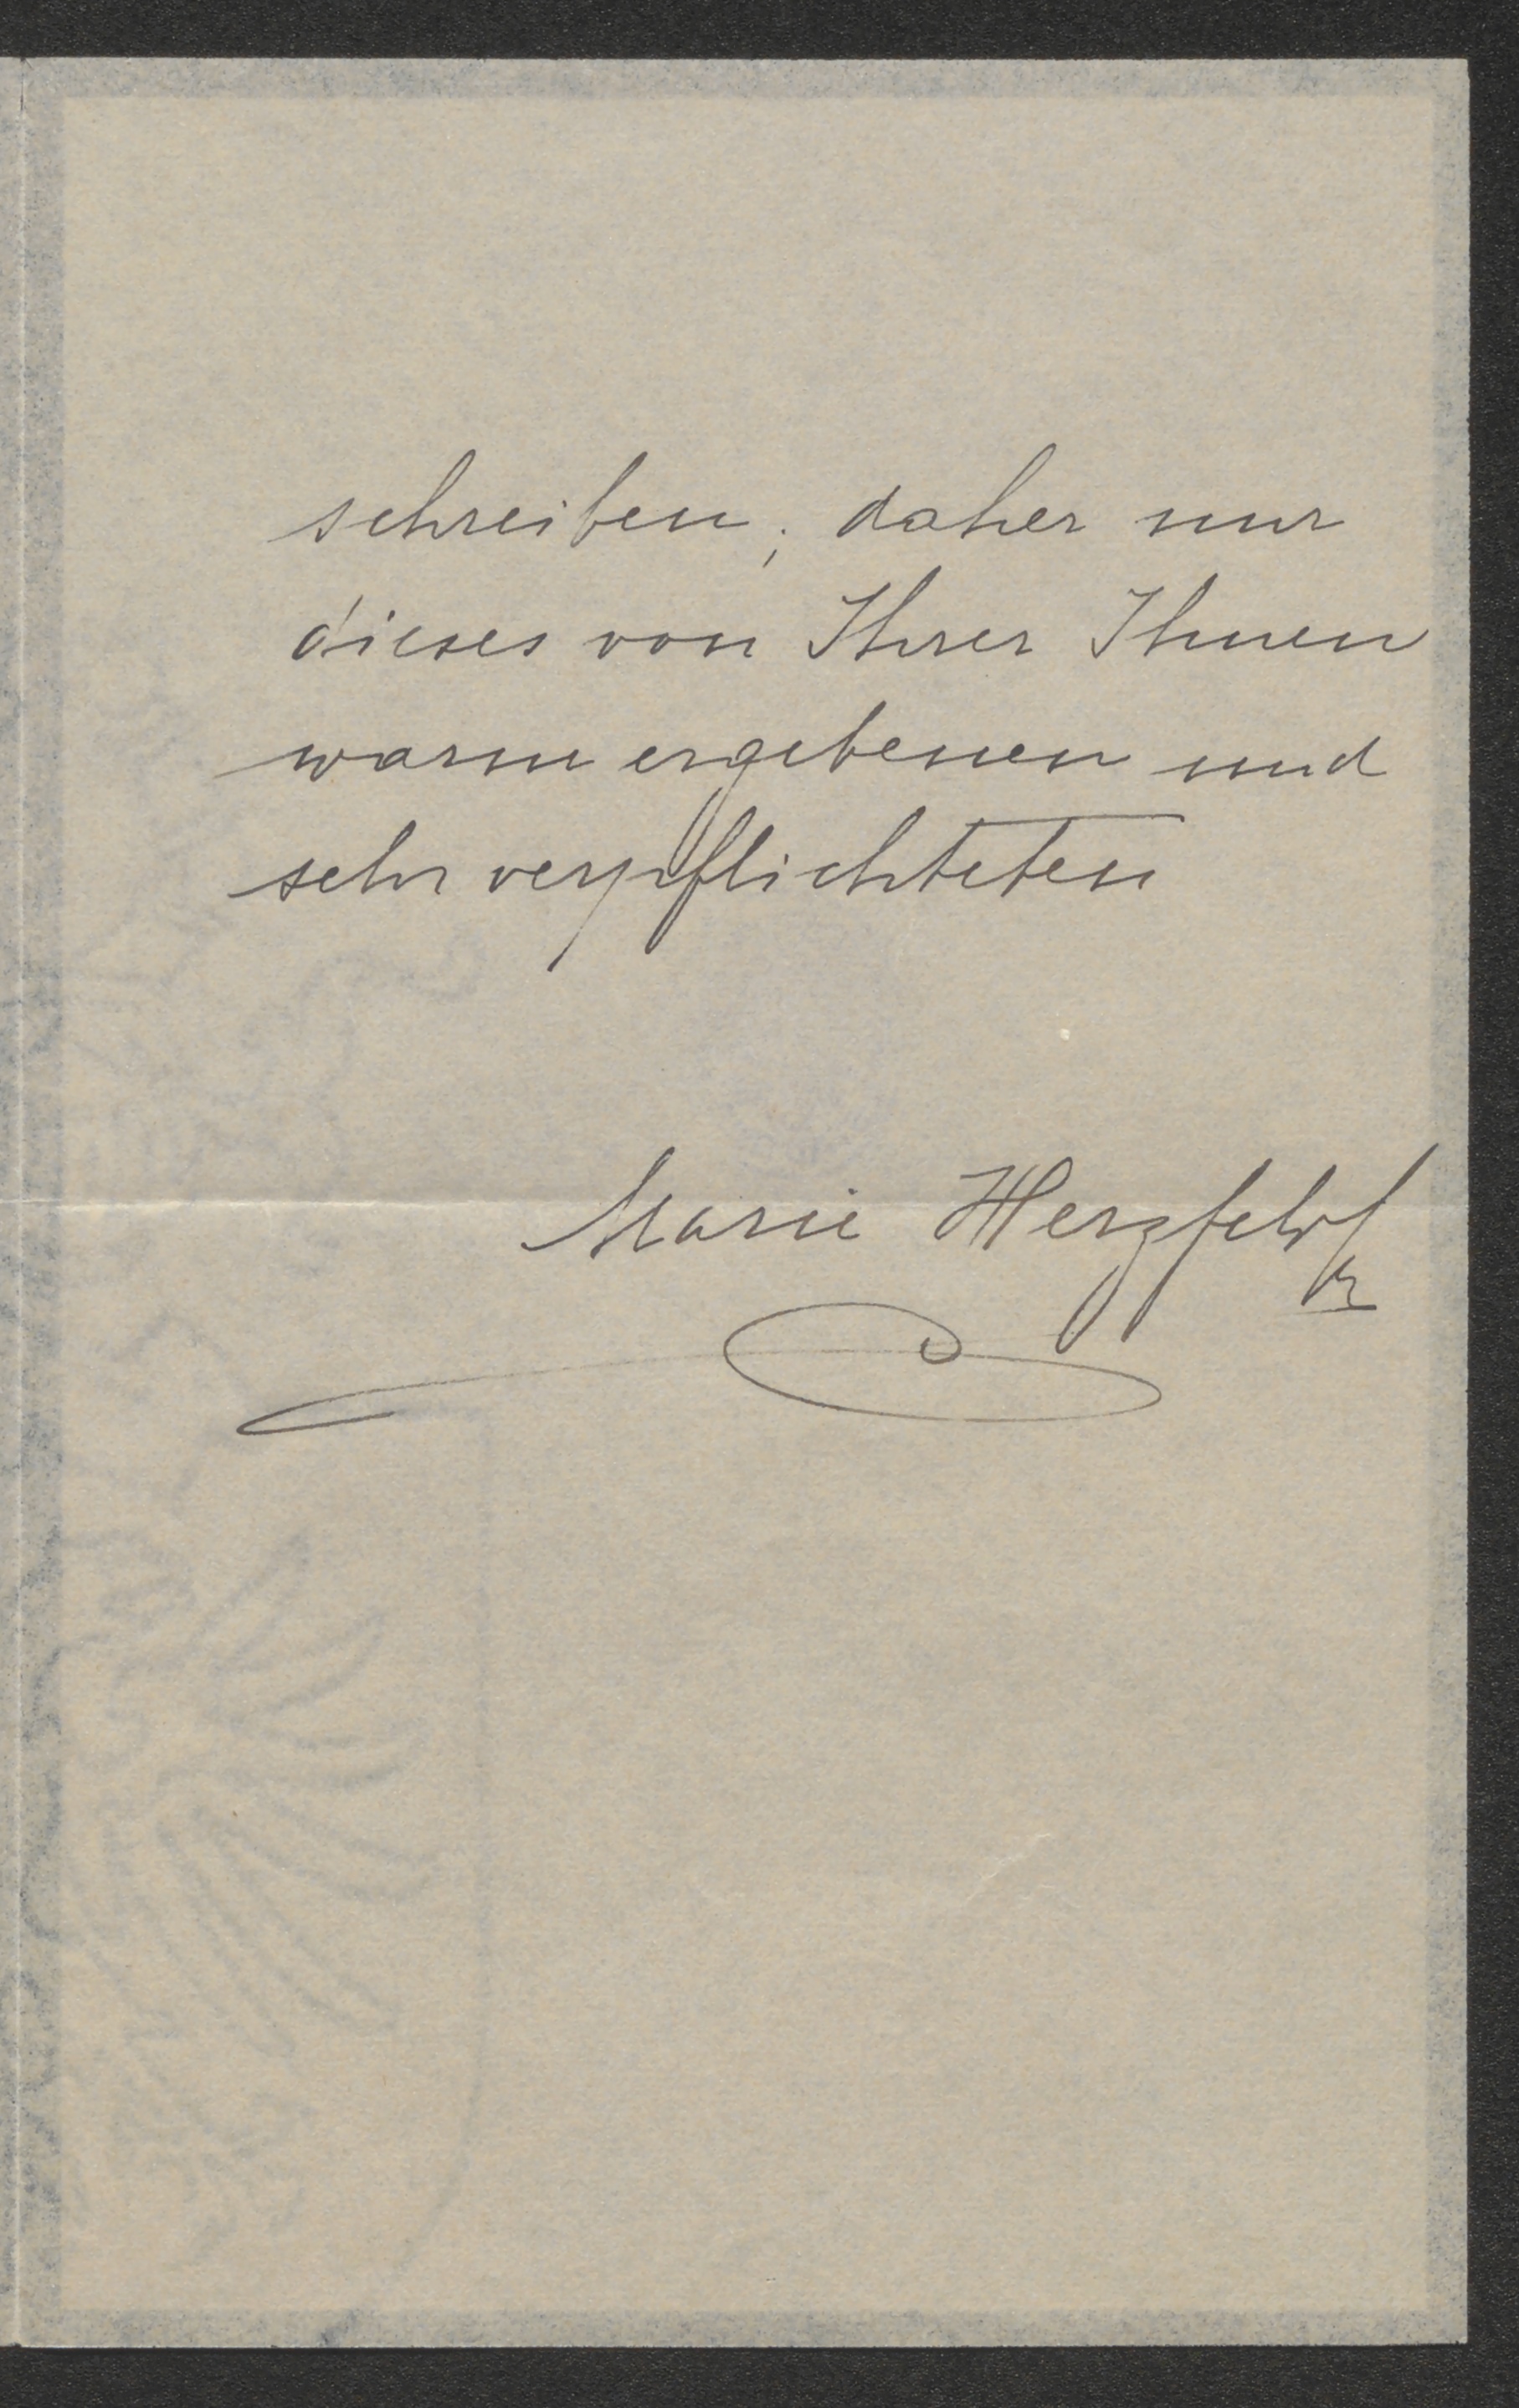 schreiben; daher nur
dieses von Ihrer Ihnen
warm ergebenen und
sehr verpflichteten
Marie Herzfeld